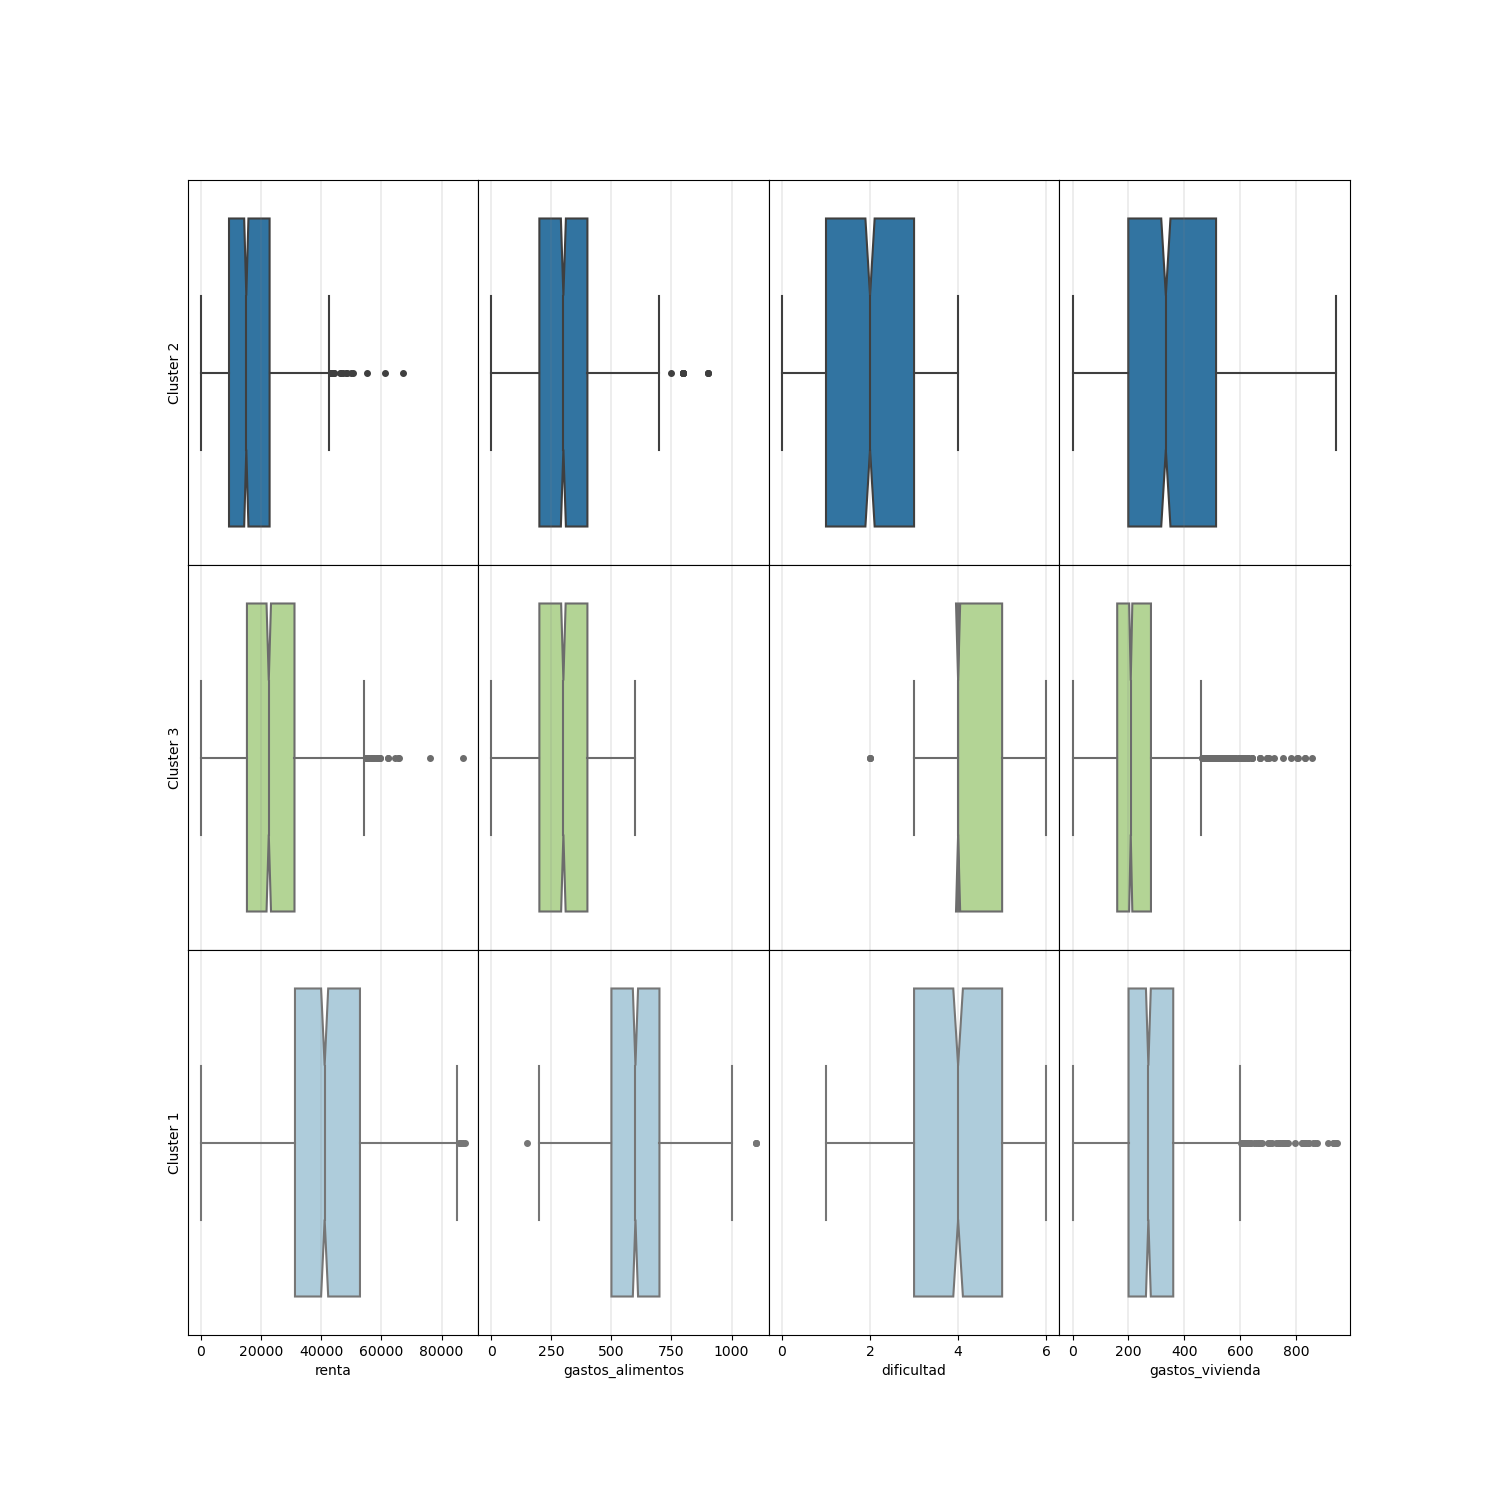 Cluster 2
Cluster 3
Cluster 1
0 20000 40000 60000 80000
renta
0 250 500 750 1000
gastos_alimentos
0 2 4 6
dificultad
0 200 400 600 800
gastos_vivienda